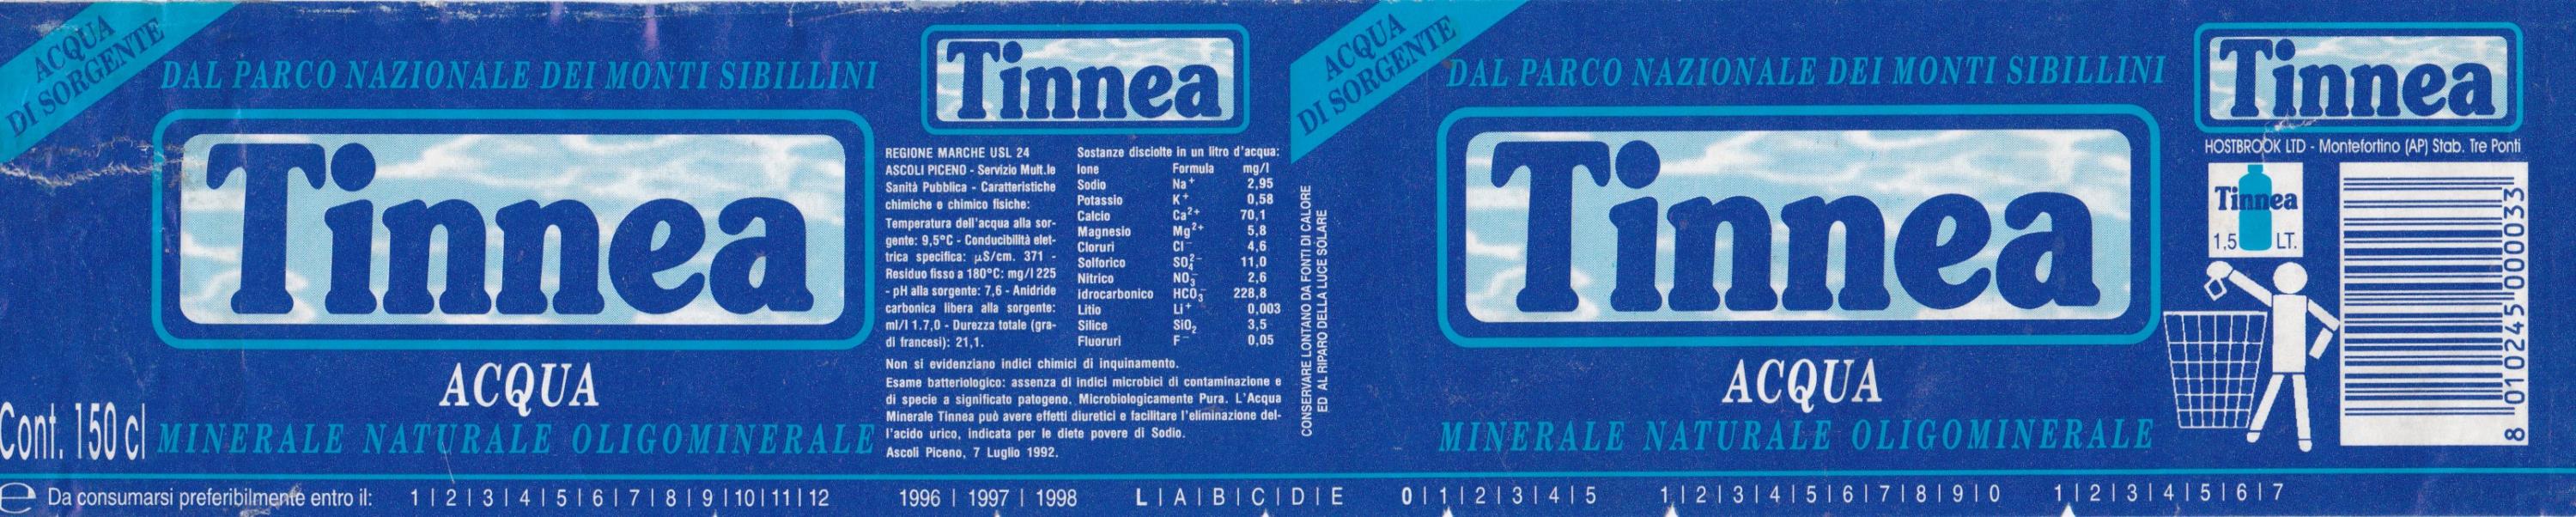 ACQUA
DI SORGENTE
DAL PARCO NAZIONALE DEI MONTI SIBILLINI
Tinnea
ACQUA
Cont. 150 cl
MINERALE NATURALE OLIGOMINERALE
Tinnea
REGIONE MARCHE USL 24
ASCOLI PICENO - Servizio Mult.le
Sanità Pubblica - Caratteristiche
chimiche e chimico fisiche:
Temperatura dell'acqua alla sor-
gente: 9,5°C - Conducibilità elet-
trica specifica: µS/cm. 371 -
Residuo fisso a 180°C: mg/l 225
- pH alla sorgente: 7,6 - Anidride
carbonica libera alla sorgente:
ml/l 1.7,0 - Durezza totale (gra-
di francesi): 21,1.
Sostanze disciolte in un litro d'acqua:
Ione Formula mg/l
Sodio Na⁺ 2,95
Potassio K⁺ 0,58
Calcio Ca²⁺ 70,1
Magnesio Mg²⁺ 5,8
Cloruri Cl⁻ 4,6
Solforico SO₄²⁻ 11,0
Nitrico NO₃⁻ 2,6
Idrocarbonico HCO₃⁻ 228,8
Litio Li⁺ 0,003
Silice SiO₂ 3,5
Fluoruri F⁻ 0,05
Non si evidenziano indici chimici di inquinamento.
Esame batteriologico: assenza di indici microbici di contaminazione e
di specie a significato patogeno. Microbiologicamente Pura. L'Acqua
Minerale Tinnea può avere effetti diuretici e facilitare l'eliminazione del-
l'acido urico, indicata per le diete povere di Sodio.
Ascoli Piceno, 7 Luglio 1992.
CONSERVARE LONTANO DA FONTI DI CALORE
ED AL RIPARO DELLA LUCE SOLARE
ACQUA
DI SORGENTE
DAL PARCO NAZIONALE DEI MONTI SIBILLINI
Tinnea
ACQUA
MINERALE NATURALE OLIGOMINERALE
Tinnea
HOSTBROOK LTD - Montefortino (AP) Stab. Tre Ponti
Tinnea
1,5 LT.
8 010245 000033
e Da consumarsi preferibilmente entro il: 1 | 2 | 3 | 4 | 5 | 6 | 7 | 8 | 9 | 10 | 11 | 12 1996 | 1997 | 1998 L | A | B | C | D | E 0 | 1 | 2 | 3 | 4 | 5 1 | 2 | 3 | 4 | 5 | 6 | 7 | 8 | 9 | 0 1 | 2 | 3 | 4 | 5 | 6 | 7